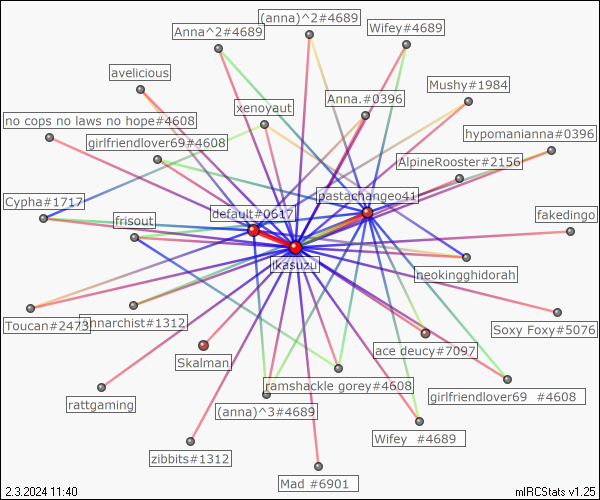 (anna)^2#4689
Anna^2#4689
Wifey#4689
avelicious
Mushy#1984
Anna.#0396
xenoyaut
no cops no laws no hope#4608
hypomanianna#0396
girlfriendlover69#4608
AlpineRooster#2156
pastachangeo41
Cypha#1717
default#0617
fakedingo
frisout
ikasuzu
neokingghidorah
Toucan#2473
annarchist#1312
Soxy Foxy#5076
ace deucy#7097
Skalman
ramshackle gorey#4608
girlfriendlover69 #4608
rattgaming
(anna)^3#4689
Wifey #4689
zibbits#1312
Mad #6901
2.3.2024 11:40
mIRCStats v1.25